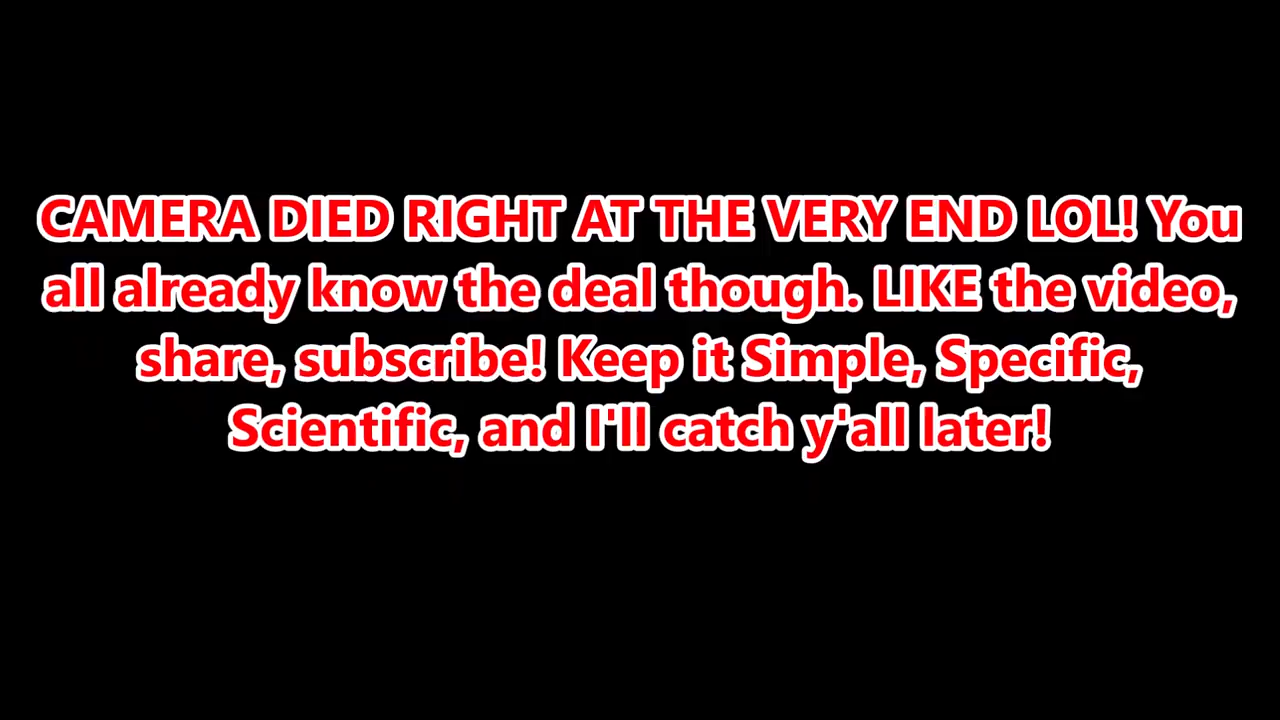 CAMERA DIED RIGHT AT THE VERY END LOL! You
all already know the deal though. LIKE the video,
share, subscribe! Keep it Simple, Specific,
Scientific, and I'll catch y'all later!